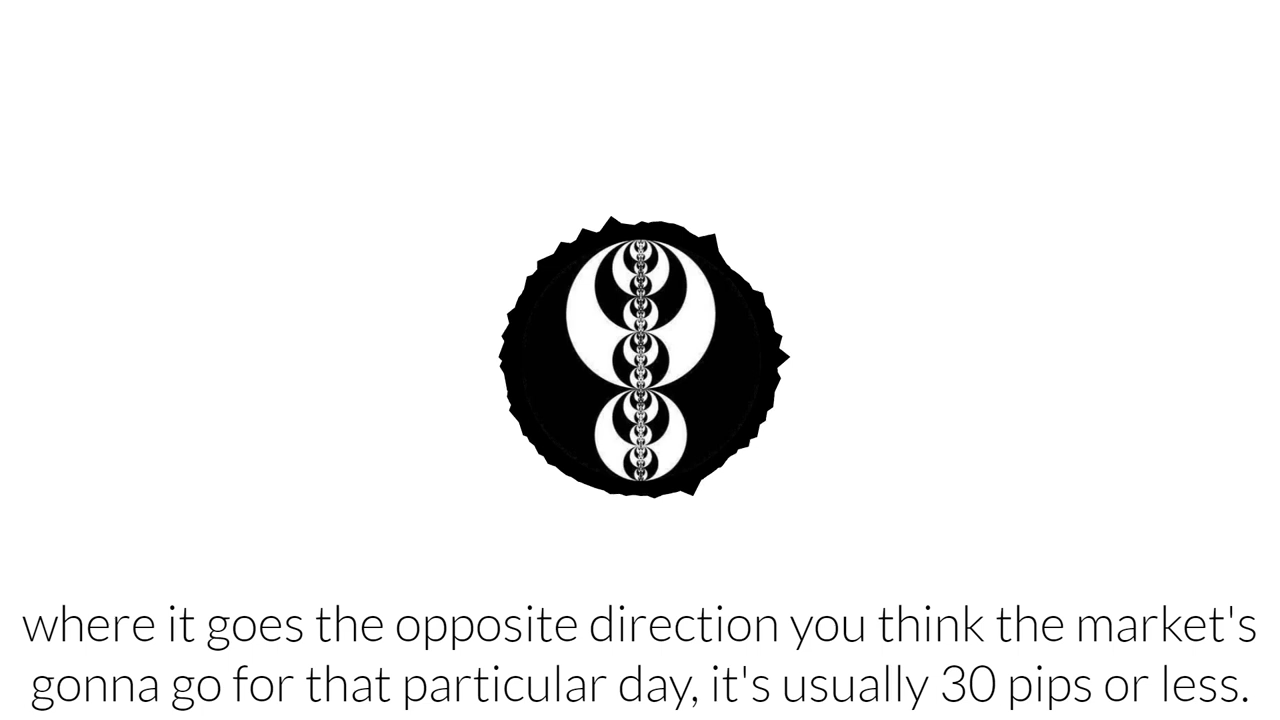 where it goes the opposite direction you think the market's
gonna go for that particular day, it's usually 30 pips or less.